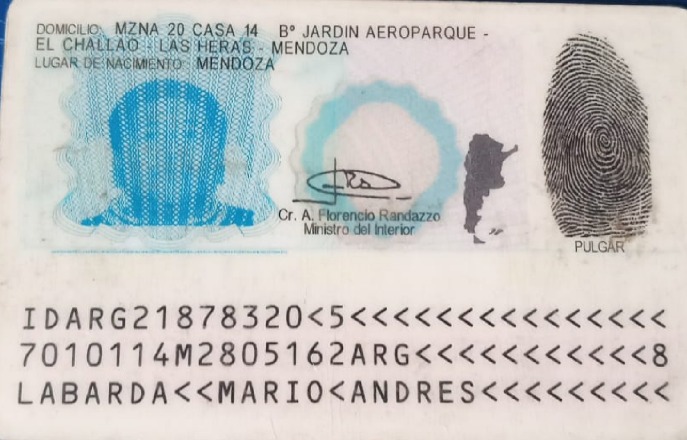 DOMICILIO: MZNA 20 CASA 14 Bº JARDIN AEROPARQUE -
EL CHALLAO - LAS HERAS - MENDOZA
LUGAR DE NACIMIENTO: MENDOZA
Cr. A. Florencio Randazzo
Ministro del Interior
PULGAR
IDARG21878320<5<<<<<<<<<<<<<<<
7010114M2805162ARG<<<<<<<<<<<8
LABARDA<<MARIO<ANDRES<<<<<<<<<